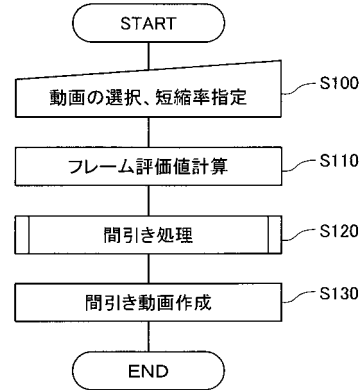 START
動画の選択、短縮率指定
S100
フレーム評価値計算
S110
間引き処理
S120
間引き動画作成
S130
END